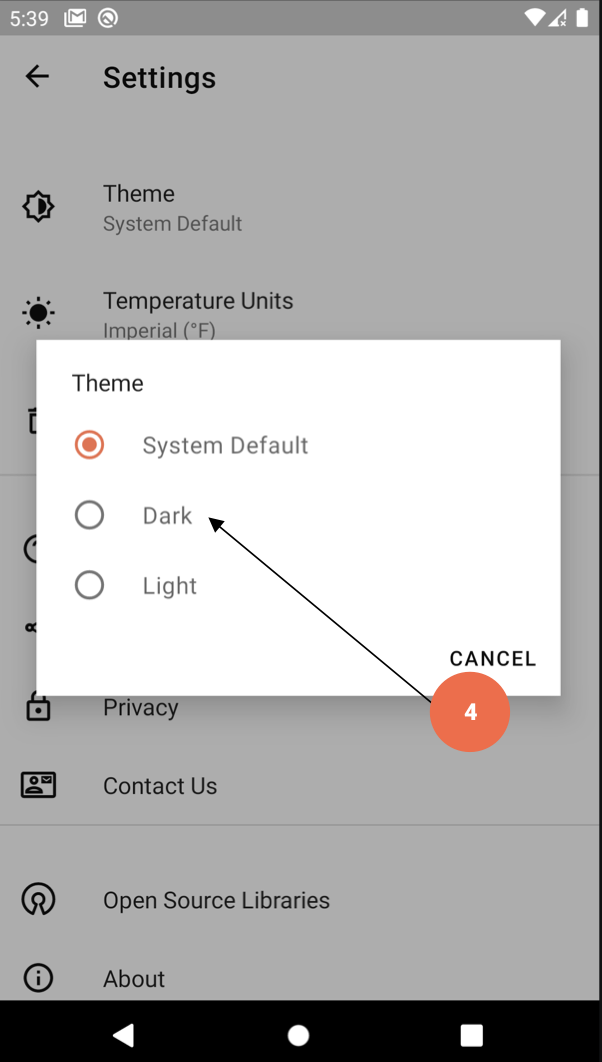 5:39
Settings
Theme
System Default
Temperature Units
Imperial (°F)
Theme
System Default
Dark
Light
CANCEL
4
Privacy
Contact Us
Open Source Libraries
About